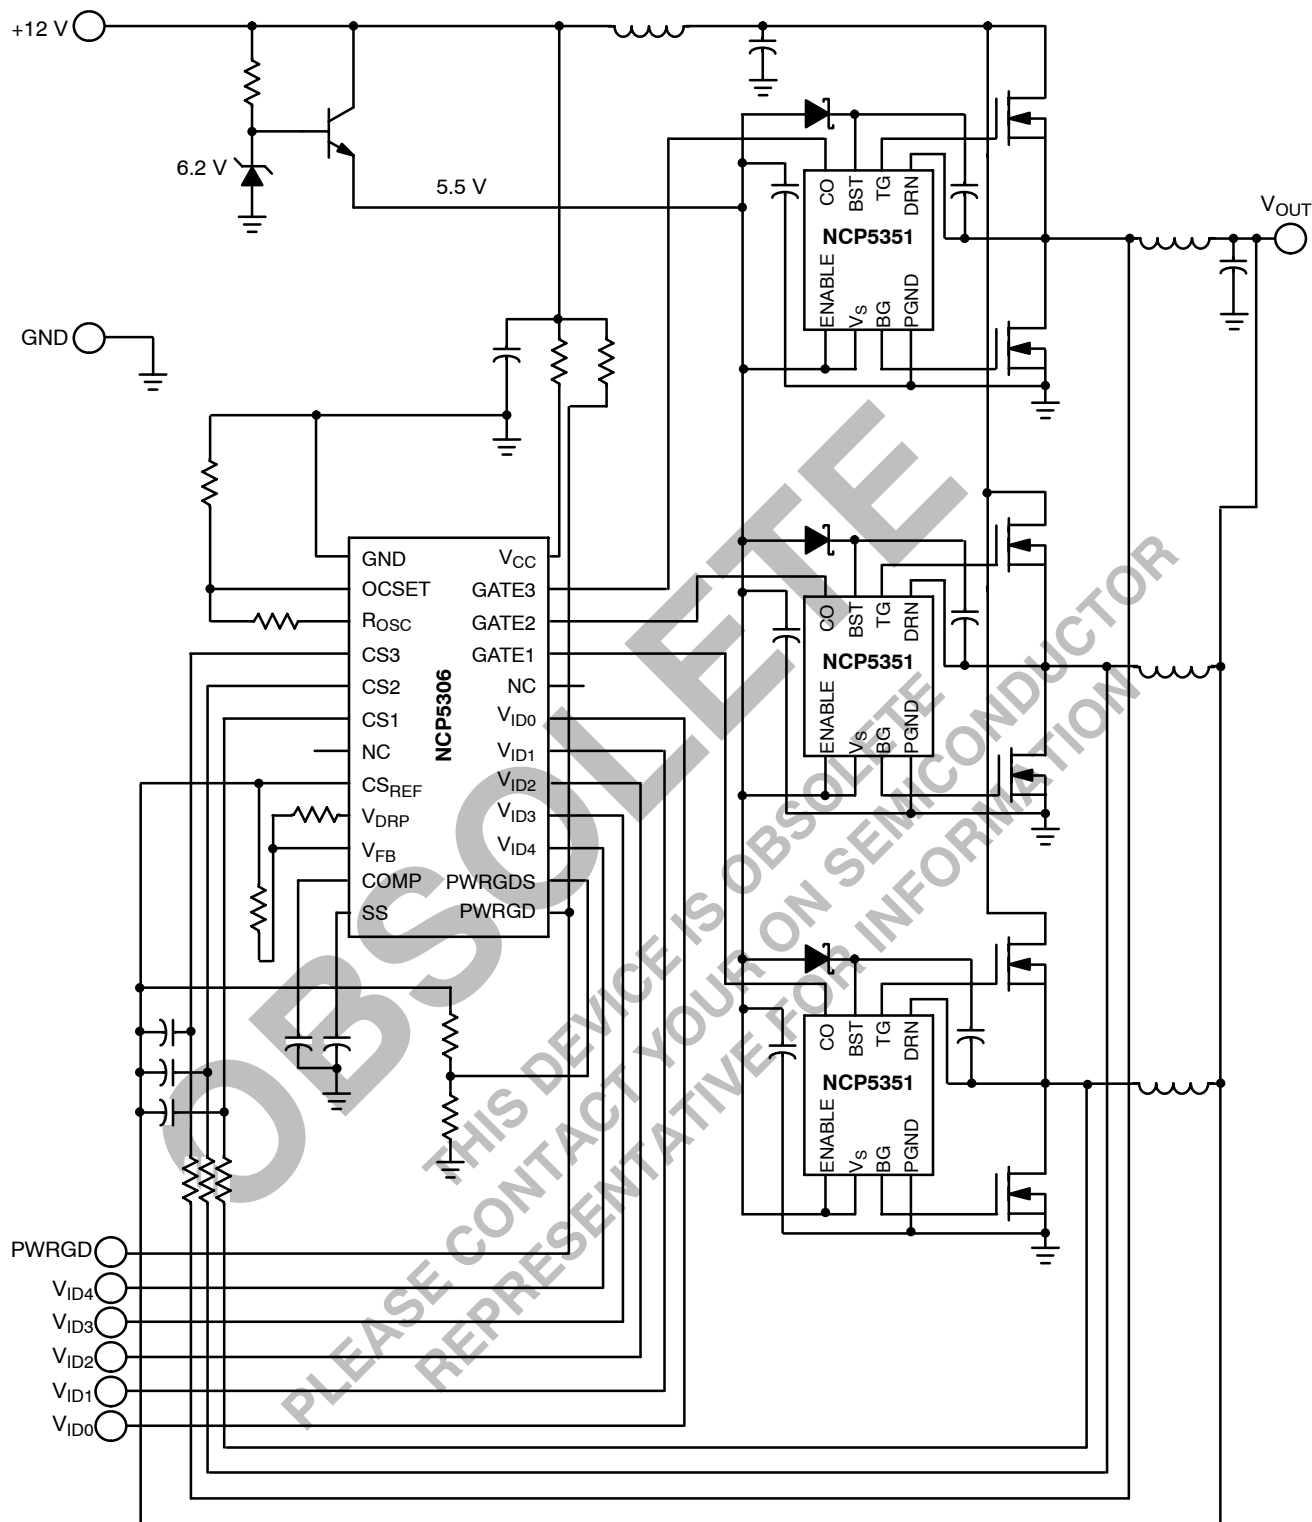 +12 V
6.2 V
5.5 V
GND
VOUT
CO
BST
TG
DRN
NCP5351
ENABLE
VS
BG
PGND
GND
OCSET
ROSC
CS3
CS2
CS1
NC
CSREF
VDRP
VFB
COMP
SS
NCP5306
VCC
GATE3
GATE2
GATE1
NC
VID0
VID1
VID2
VID3
VID4
PWRGDS
PWRGD
CO
BST
TG
DRN
NCP5351
ENABLE
VS
BG
PGND
CO
BST
TG
DRN
NCP5351
ENABLE
VS
BG
PGND
PWRGD
VID4
VID3
VID2
VID1
VID0
OBSOLETE
THIS DEVICE IS OBSOLETE
PLEASE CONTACT YOUR ON SEMICONDUCTOR
REPRESENTATIVE FOR INFORMATION